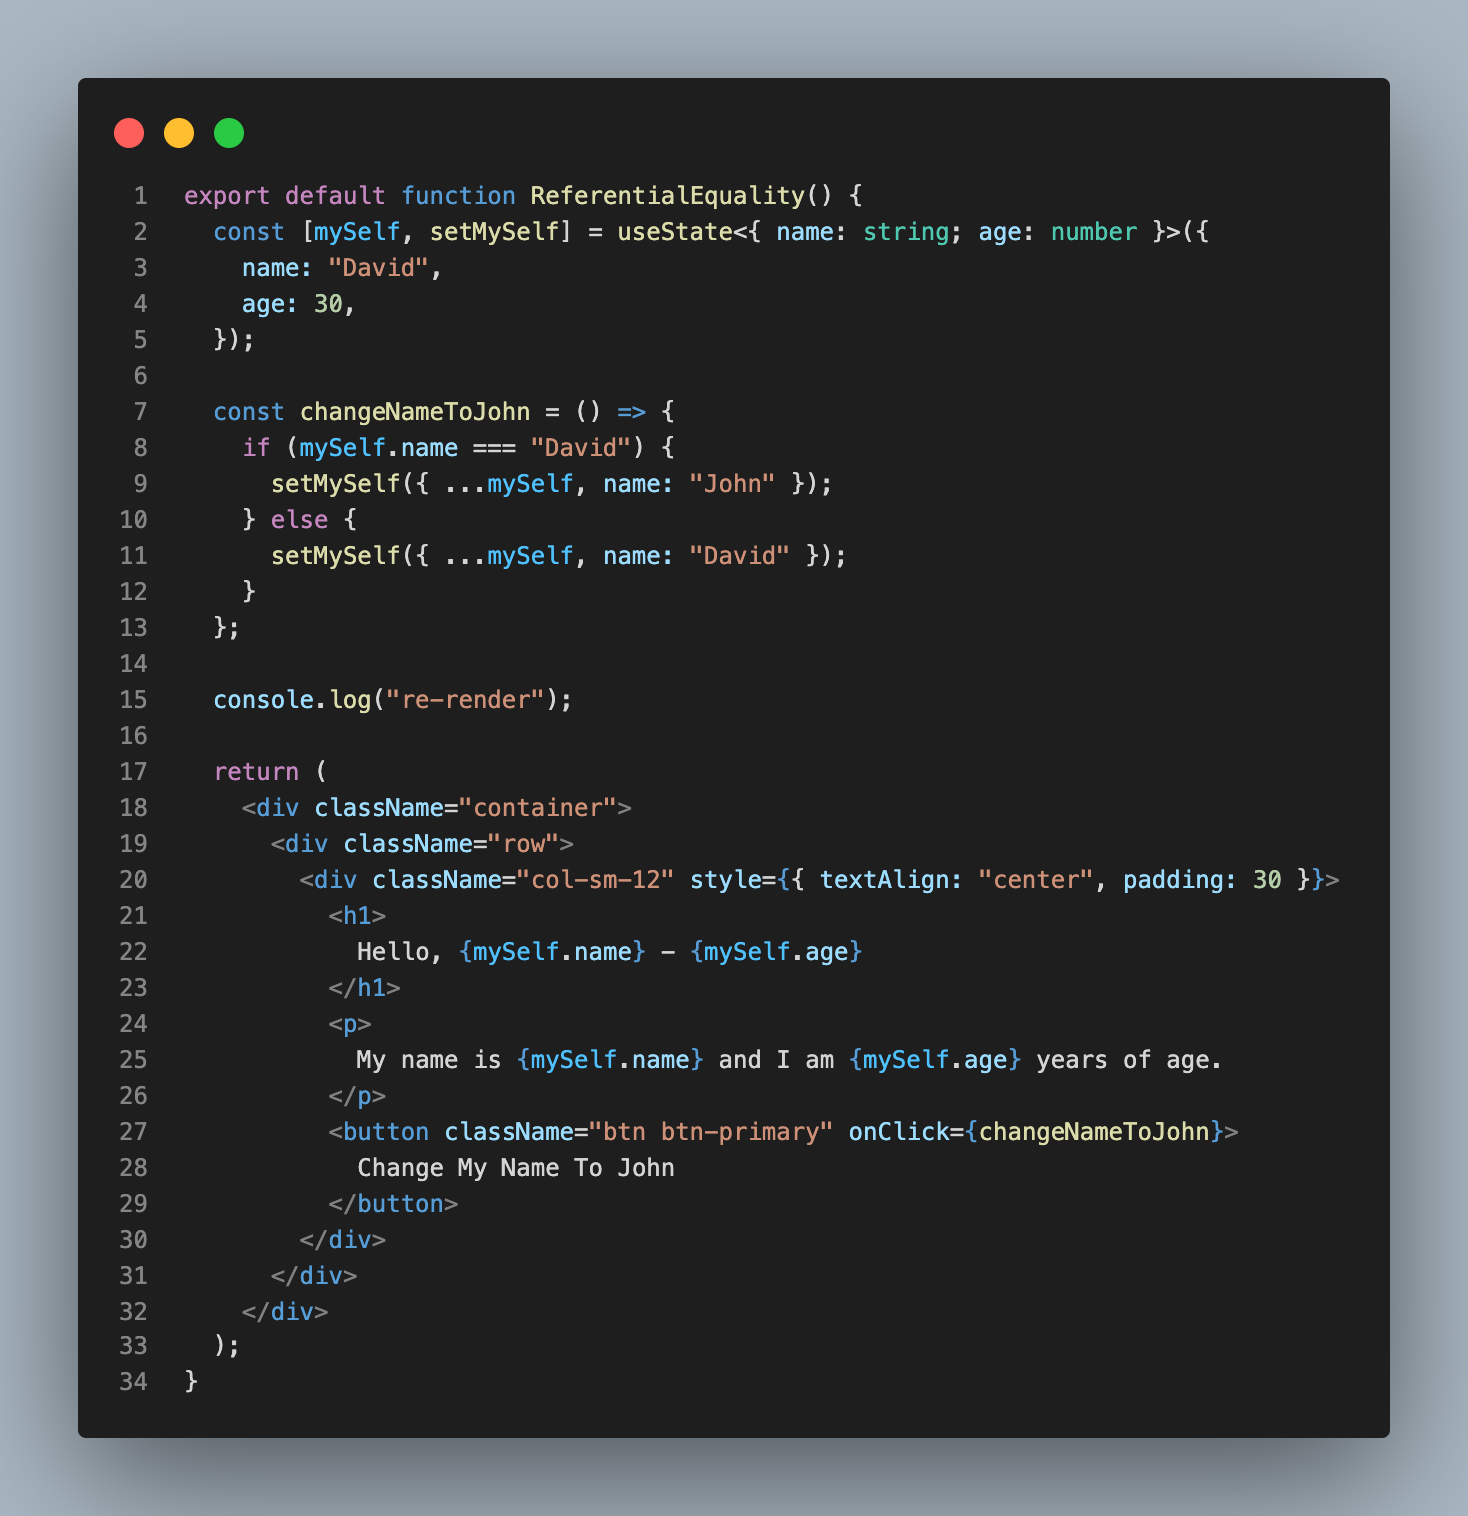 1 export default function ReferentialEquality() {
2   const [mySelf, setMySelf] = useState<{ name: string; age: number }>({
3     name: "David",
4     age: 30,
5   });
6
7   const changeNameToJohn = () => {
8     if (mySelf.name === "David") {
9       setMySelf({ ...mySelf, name: "John" });
10     } else {
11       setMySelf({ ...mySelf, name: "David" });
12     }
13   };
14
15   console.log("re-render");
16
17   return (
18     <div className="container">
19       <div className="row">
20         <div className="col-sm-12" style={{ textAlign: "center", padding: 30 }}>
21           <h1>
22             Hello, {mySelf.name} - {mySelf.age}
23           </h1>
24           <p>
25             My name is {mySelf.name} and I am {mySelf.age} years of age.
26           </p>
27           <button className="btn btn-primary" onClick={changeNameToJohn}>
28             Change My Name To John
29           </button>
30         </div>
31       </div>
32     </div>
33   );
34 }